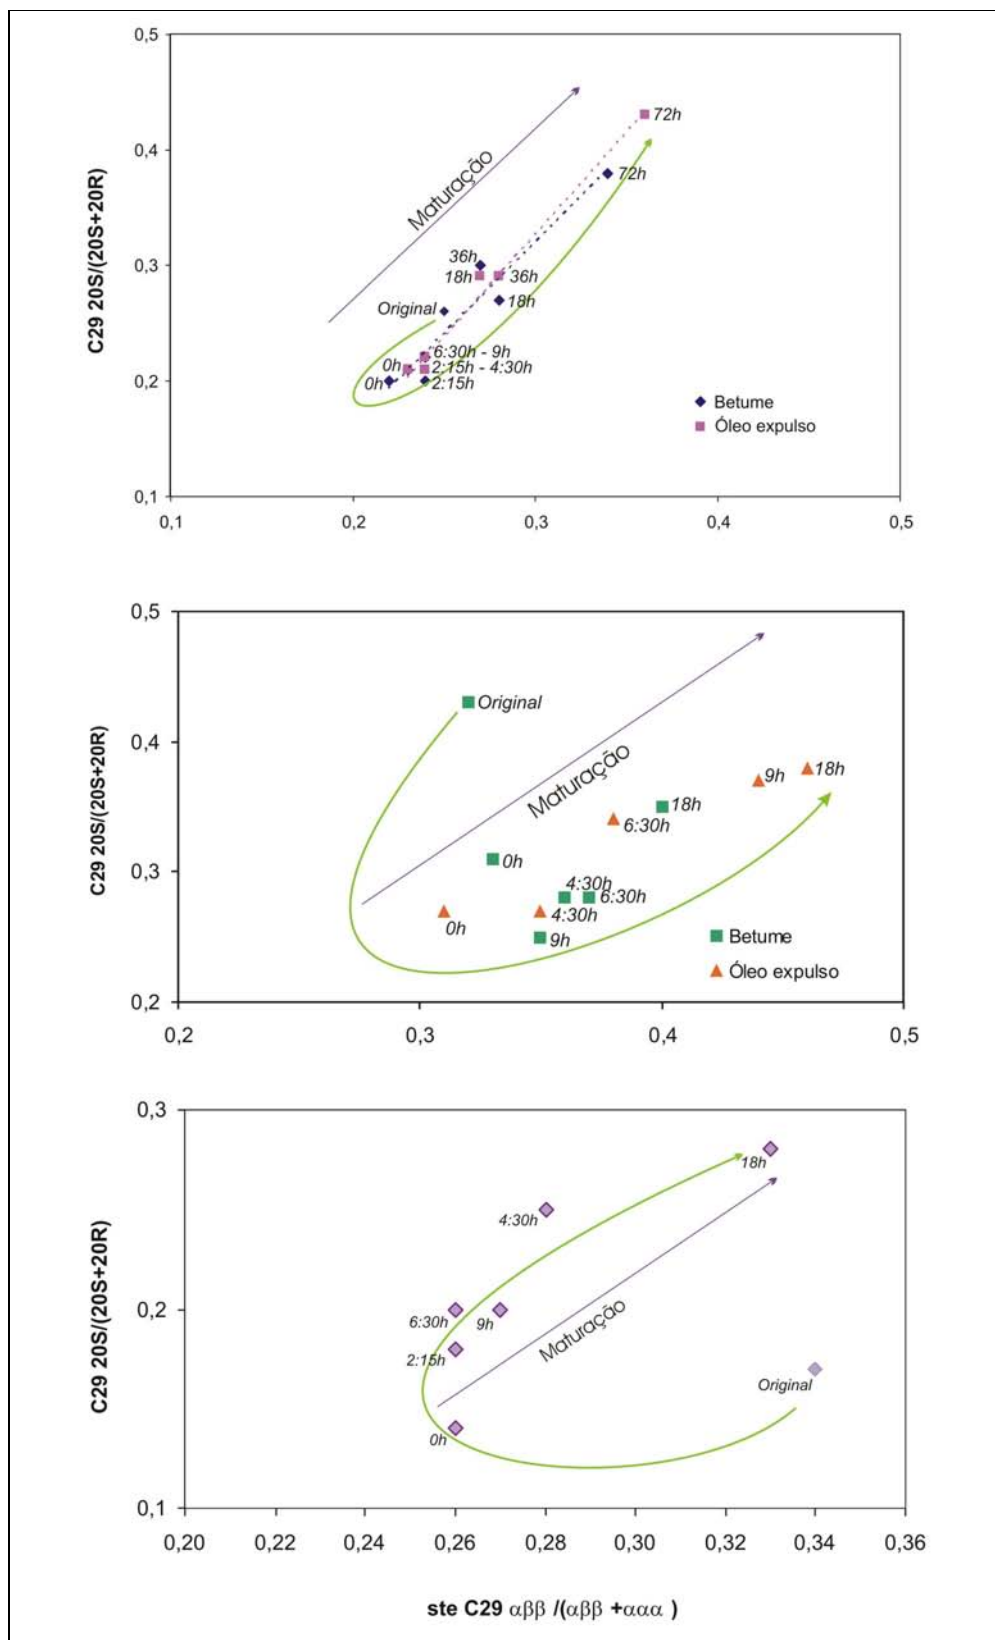 0,5
72h
0,4
72h
Maturação
C29 20S/(20S+20R)
36h
0,3
18h
36h
18h
Original
6:30h - 9h
0h
2:15h - 4:30h
0,2
0h
2:15h
Betume
Óleo expulso
0,1
0,1
0,2
0,3
0,4
0,5
0,5
Original
0,4
Maturação
9h
18h
C29 20S/(20S+20R)
18h
6:30h
0,3
0h
4:30h
6:30h
0h
4:30h
9h
Betume
Óleo expulso
0,2
0,2
0,3
0,4
0,5
0,3
18h
4:30h
C29 20S/(20S+20R)
0,2
6:30h
9h
Maturação
2:15h
Original
0h
0,1
0,20
0,22
0,24
0,26
0,28
0,30
0,32
0,34
0,36
ste C29 αββ /(αββ +ααα )